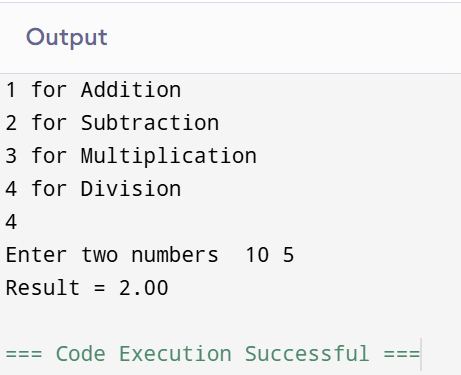 Output
1 for Addition
2 for Subtraction
3 for Multiplication
4 for Division
4
Enter two numbers  10 5
Result = 2.00
=== Code Execution Successful ===